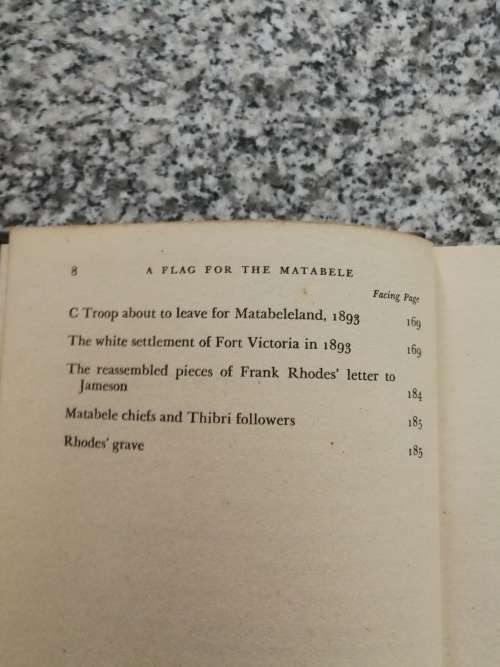 8 A FLAG FOR THE MATABELE
Facing Page
C Troop about to leave for Matabeleland, 1893 169
The white settlement of Fort Victoria in 1893 169
The reassembled pieces of Frank Rhodes' letter to
Jameson 184
Matabele chiefs and Thibri followers 185
Rhodes' grave 185